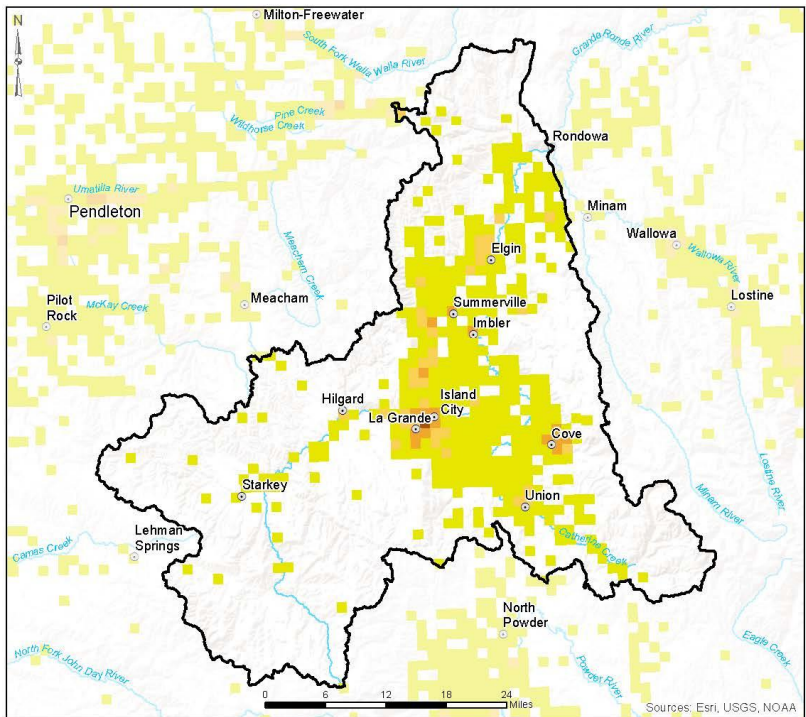 N
Milton-Freewater
South Fork Walla Walla River
Grande Ronde River
Pine Creek
Wildhorse Creek
Rondowa
Umatilla River
Pendleton
Minam
Meacham Creek
Wallowa
Wallowa River
Elgin
Pilot
Rock
McKay Creek
Meacham
Lostine
Summerville
Imbler
Hilgard
Island
City
La Grande
Cove
Starkey
Union
Lostine River
Minam River
Lehman
Springs
Camas Creek
Catherine Creek
North
Powder
Powder River
Eagle Creek
North Fork John Day River
0 6 12 18 24
Miles
Sources: Esri, USGS, NOAA